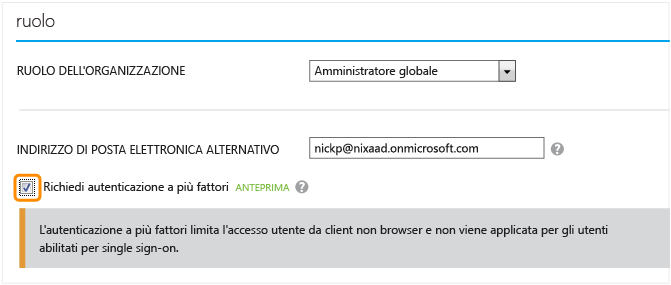 ruolo
RUOLO DELL'ORGANIZZAZIONE
Amministratore globale
INDIRIZZO DI POSTA ELETTRONICA ALTERNATIVO
nickp@nixaad.onmicrosoft.com
?
Richiedi autenticazione a più fattori ANTEPRIMA ?
L'autenticazione a più fattori limita l'accesso utente da client non browser e non viene applicata per gli utenti
abilitati per single sign-on.